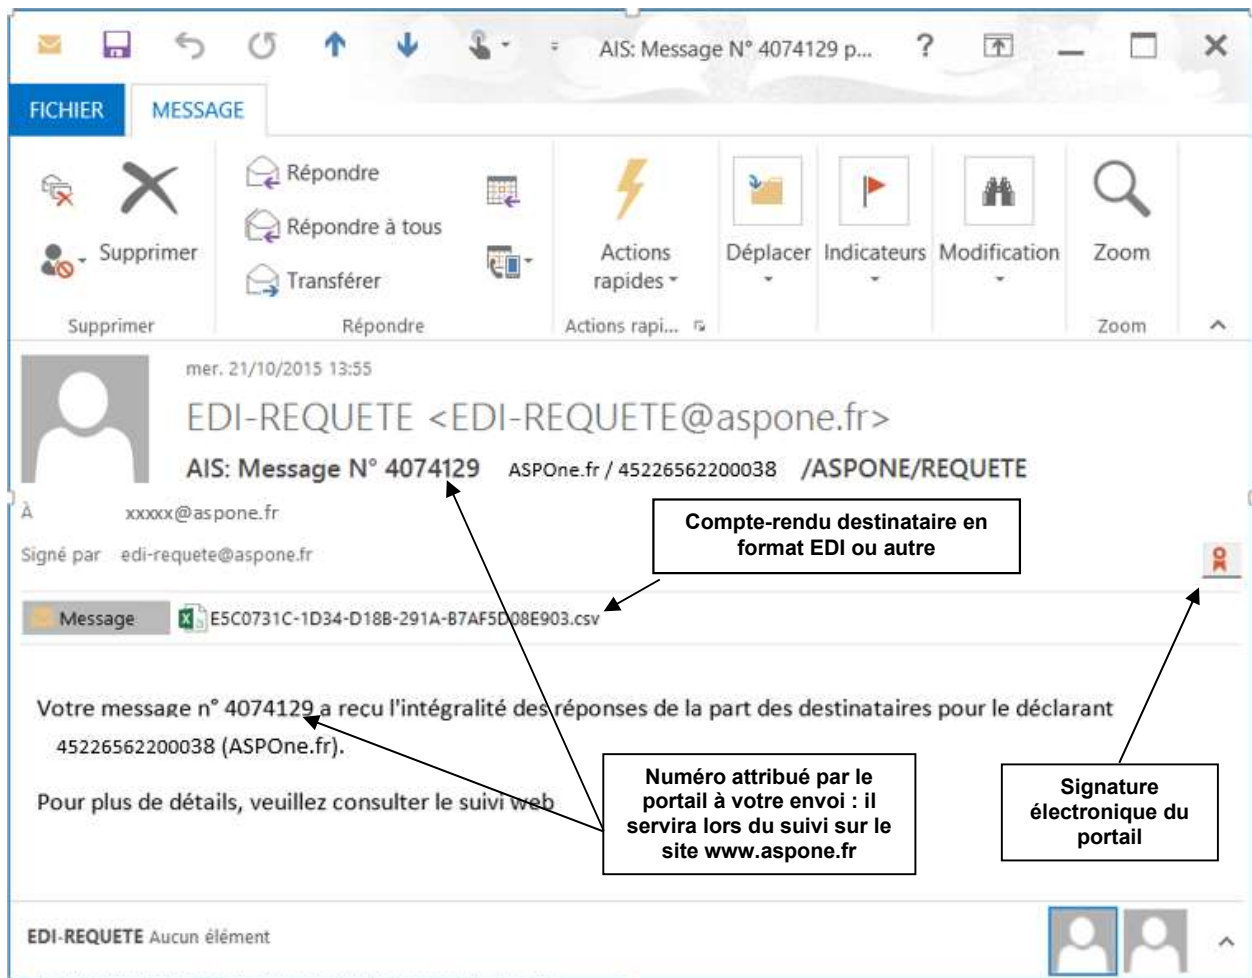 AIS: Message N° 4074129 p... ?
FICHIER MESSAGE
Répondre
Répondre à tous
Transférer
Supprimer
Actions rapides
Déplacer
Indicateurs
Modification
Zoom
Supprimer
Répondre
Actions rapi...
Zoom
mer. 21/10/2015 13:55
EDI-REQUETE <EDI-REQUETE@aspone.fr>
AIS: Message N° 4074129 ASPOne.fr / 45226562200038 /ASPONE/REQUETE
À xxxxx@aspone.fr
Compte-rendu destinataire en
format EDI ou autre
Signé par edi-requete@aspone.fr
Message E5C0731C-1D34-D18B-291A-B7AF5D08E903.csv
Votre message n° 4074129 a reçu l'intégralité des réponses de la part des destinataires pour le déclarant
45226562200038 (ASPOne.fr).
Pour plus de détails, veuillez consulter le suivi web
Numéro attribué par le
portail à votre envoi : il
servira lors du suivi sur le
site www.aspone.fr
Signature
électronique du
portail
EDI-REQUETE Aucun élément